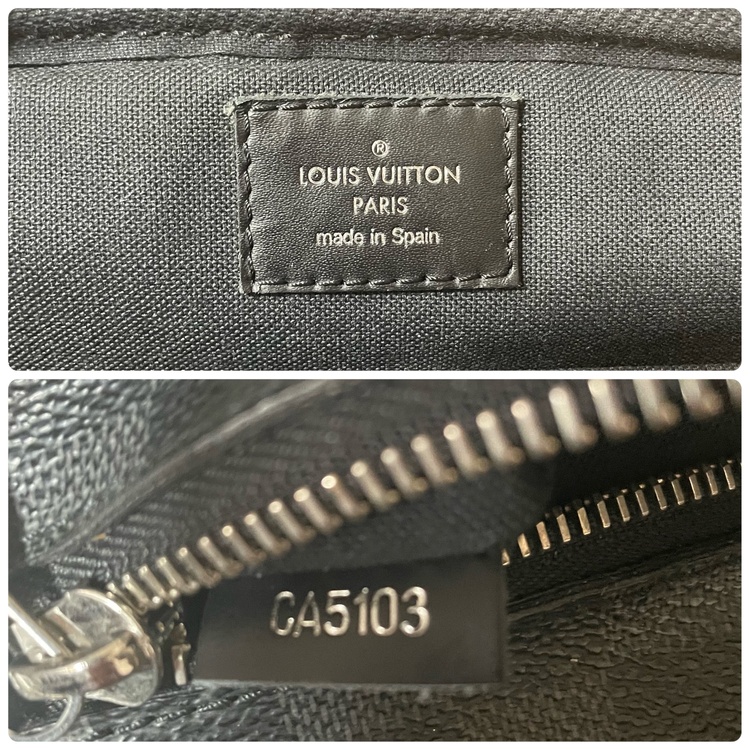 ®
LOUIS VUITTON
PARIS
made in Spain
CA5103